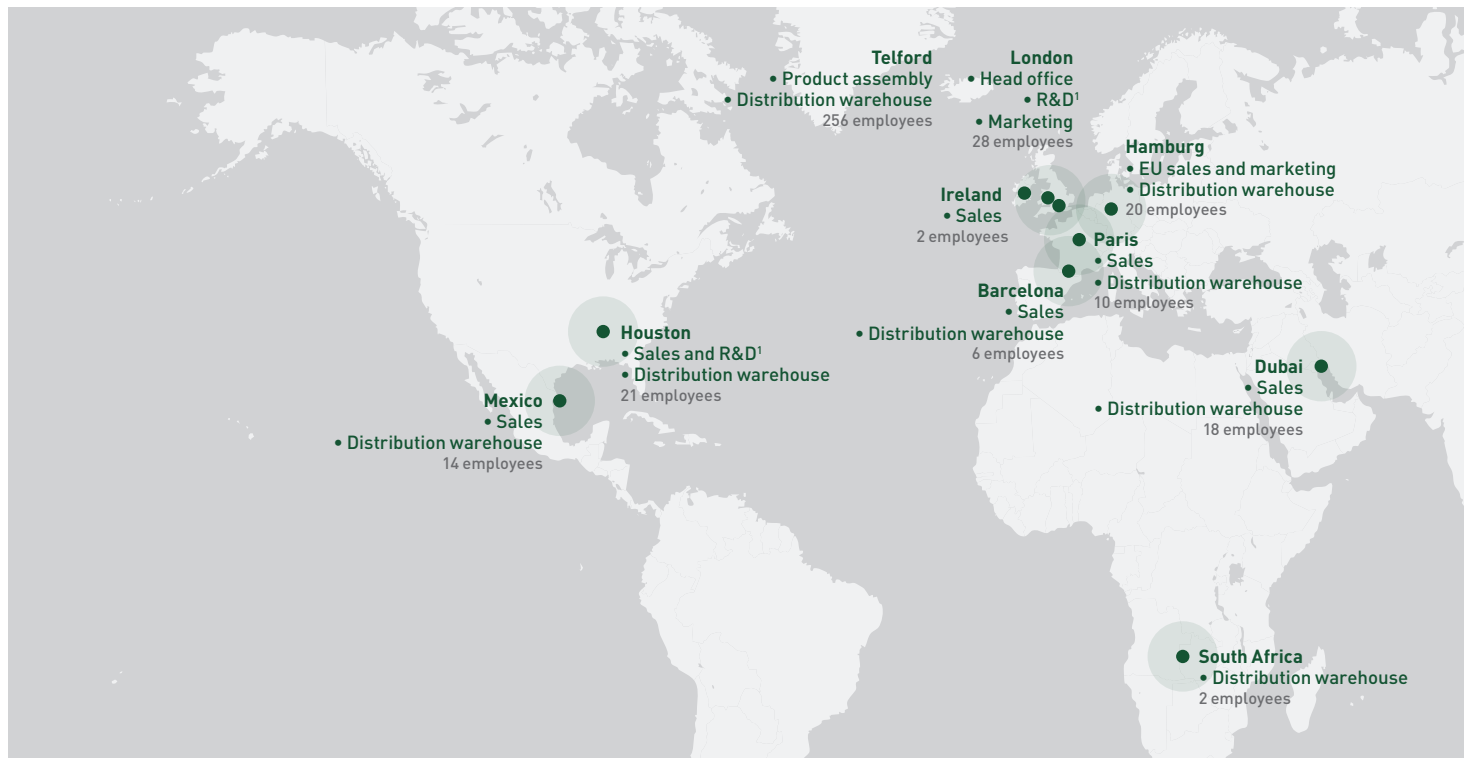 Telford
• Product assembly
• Distribution warehouse
256 employees
London
• Head office
• R&D¹
• Marketing
28 employees
Hamburg
• EU sales and marketing
• Distribution warehouse
20 employees
Ireland
• Sales
2 employees
Paris
• Sales
• Distribution warehouse
10 employees
Barcelona
• Sales
• Distribution warehouse
6 employees
Houston
• Sales and R&D¹
• Distribution warehouse
21 employees
Dubai
• Sales
• Distribution warehouse
18 employees
Mexico
• Sales
• Distribution warehouse
14 employees
South Africa
• Distribution warehouse
2 employees